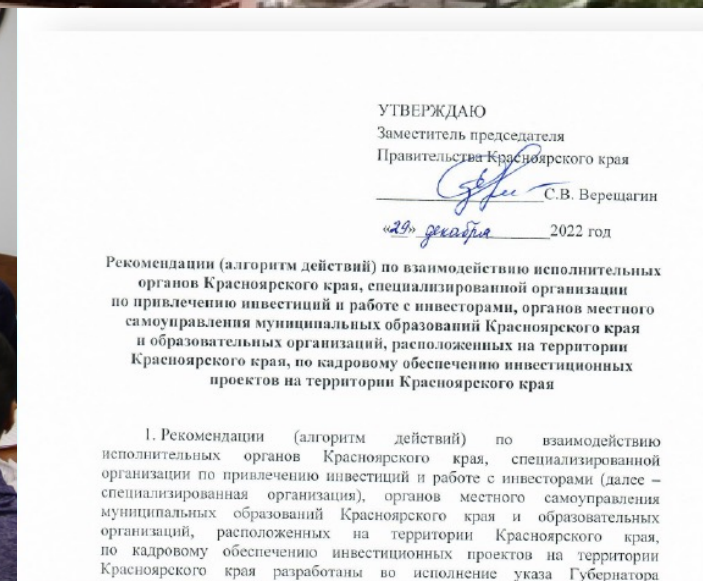 УТВЕРЖДАЮ
Заместитель председателя
Правительства Красноярского края
С.В. Верещагин
«29» декабря 2022 год
Рекомендации (алгоритм действий) по взаимодействию исполнительных
органов Красноярского края, специализированной организации
по привлечению инвестиций и работе с инвесторами, органов местного
самоуправления муниципальных образований Красноярского края
и образовательных организаций, расположенных на территории
Красноярского края, по кадровому обеспечению инвестиционных
проектов на территории Красноярского края
1. Рекомендации (алгоритм действий) по взаимодействию
исполнительных органов Красноярского края, специализированной
организации по привлечению инвестиций и работе с инвесторами (далее –
специализированная организация), органов местного самоуправления
муниципальных образований Красноярского края и образовательных
организаций, расположенных на территории Красноярского края,
по кадровому обеспечению инвестиционных проектов на территории
Красноярского края разработаны во исполнение указа Губернатора